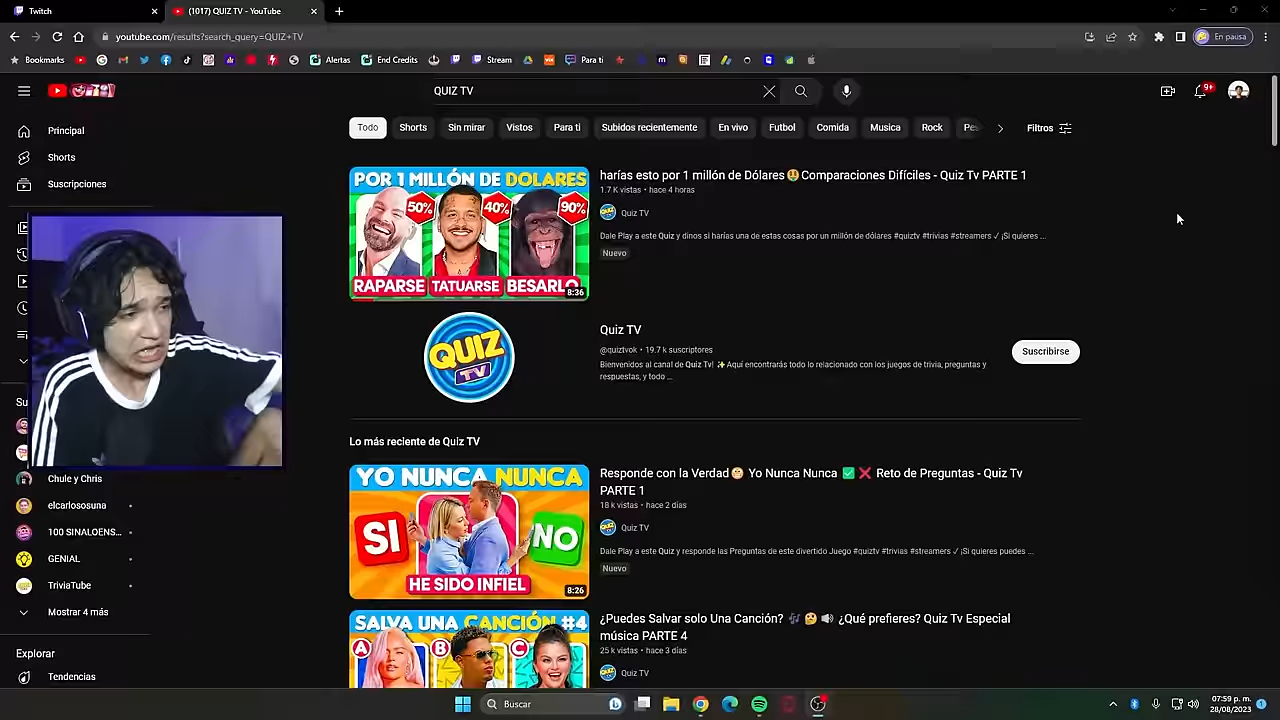 Twitch
(1017) QUIZ TV - YouTube
youtube.com/results?search_query=QUIZ+TV
En pausa
Bookmarks
Alertas
End Credits
Stream
Para ti
QUIZ TV
9+
Todo
Shorts
Sin mirar
Vistos
Para ti
Subidos recientemente
En vivo
Futbol
Comida
Musica
Rock
Filtros
Principal
Shorts
Suscripciones
Su
Chule y Chris
elcarlososuna
100 SINALOENS...
GENIAL
TriviaTube
Mostrar 4 más
Explorar
Tendencias
POR 1 MILLÓN DE DOLARES
50%
40%
90%
RAPARSE
TATUARSE
BESARLO
8:36
harías esto por 1 millón de Dólares🤑Comparaciones Difíciles - Quiz Tv PARTE 1
1.7 K vistas • hace 4 horas
Quiz TV
Dale Play a este Quiz y dinos si harías una de estas cosas por un millón de dólares #quiztv #trivias #streamers ✓ ¡Si quieres ...
Nuevo
QUIZ
TV
Quiz TV
@quiztvok • 19.7 k suscriptores
Bienvenidos al canal de Quiz Tv! ✨Aquí encontrarás todo lo relacionado con los juegos de trivia, preguntas y
respuestas, y todo ...
Suscribirse
Lo más reciente de Quiz TV
YO NUNCA NUNCA
SI
NO
HE SIDO INFIEL
8:26
Responde con la Verdad😬 Yo Nunca Nunca ✅ ❌ Reto de Preguntas - Quiz Tv
PARTE 1
18 k vistas • hace 2 días
Quiz TV
Dale Play a este Quiz y responde las Preguntas de este divertido Juego #quiztv #trivias #streamers ✓ ¡Si quieres puedes ...
Nuevo
SALVA UNA CANCIÓN #4
A
B
C
¿Puedes Salvar solo Una Canción? 🎶 🤔 🔊 ¿Qué prefieres? Quiz Tv Especial
música PARTE 4
25 k vistas • hace 3 días
Quiz TV
Buscar
07:59 p. m.
28/08/2023